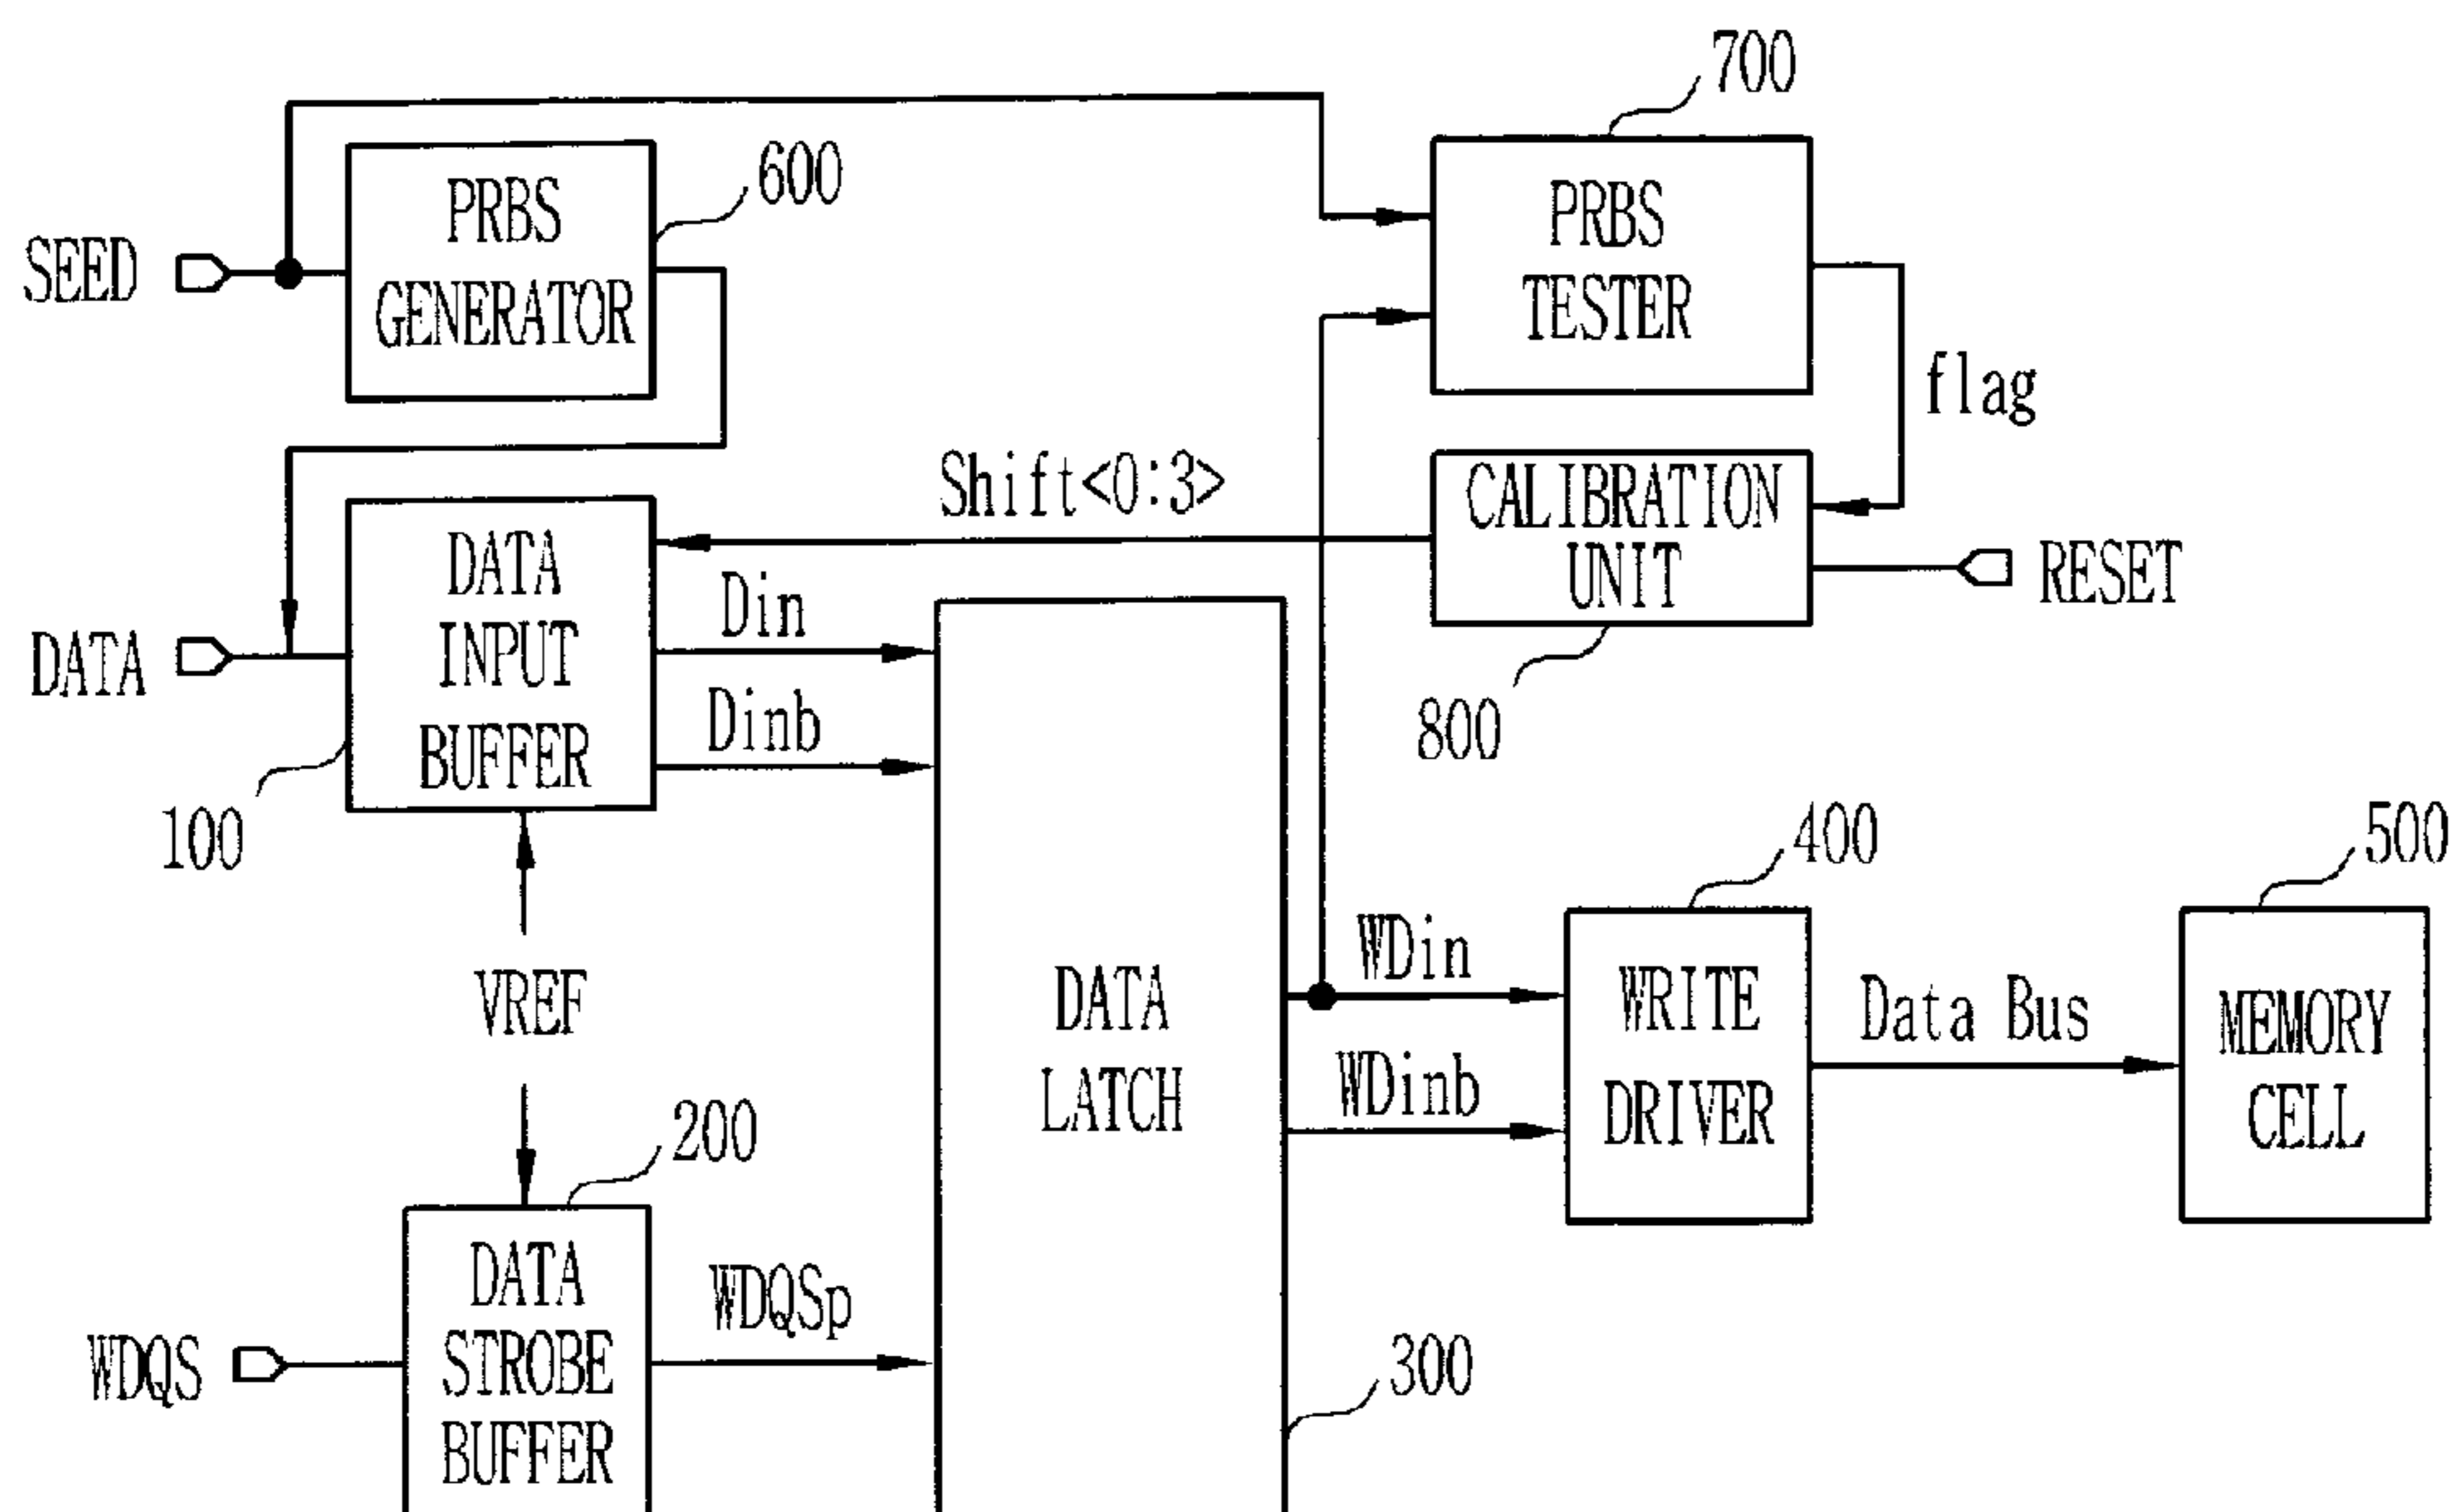 700
600
PRBS
GENERATOR
SEED
PRBS
TESTER
flag
Shift<0:3>
CALIBRATION
UNIT
RESET
800
DATA
DATA
INPUT
BUFFER
100
Din
Dinb
VREF
DATA
LATCH
300
WDin
WDinb
400
WRITE
DRIVER
Data Bus
500
MEMORY
CELL
200
WDQS
DATA
STROBE
BUFFER
WDQSp